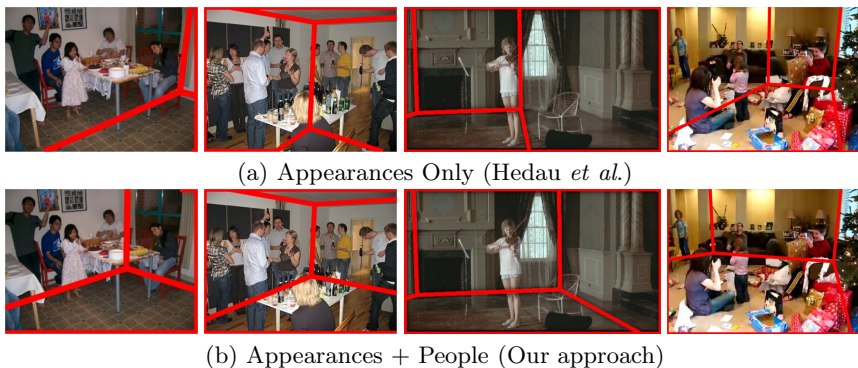 (a) Appearances Only (Hedau et al.)
(b) Appearances + People (Our approach)